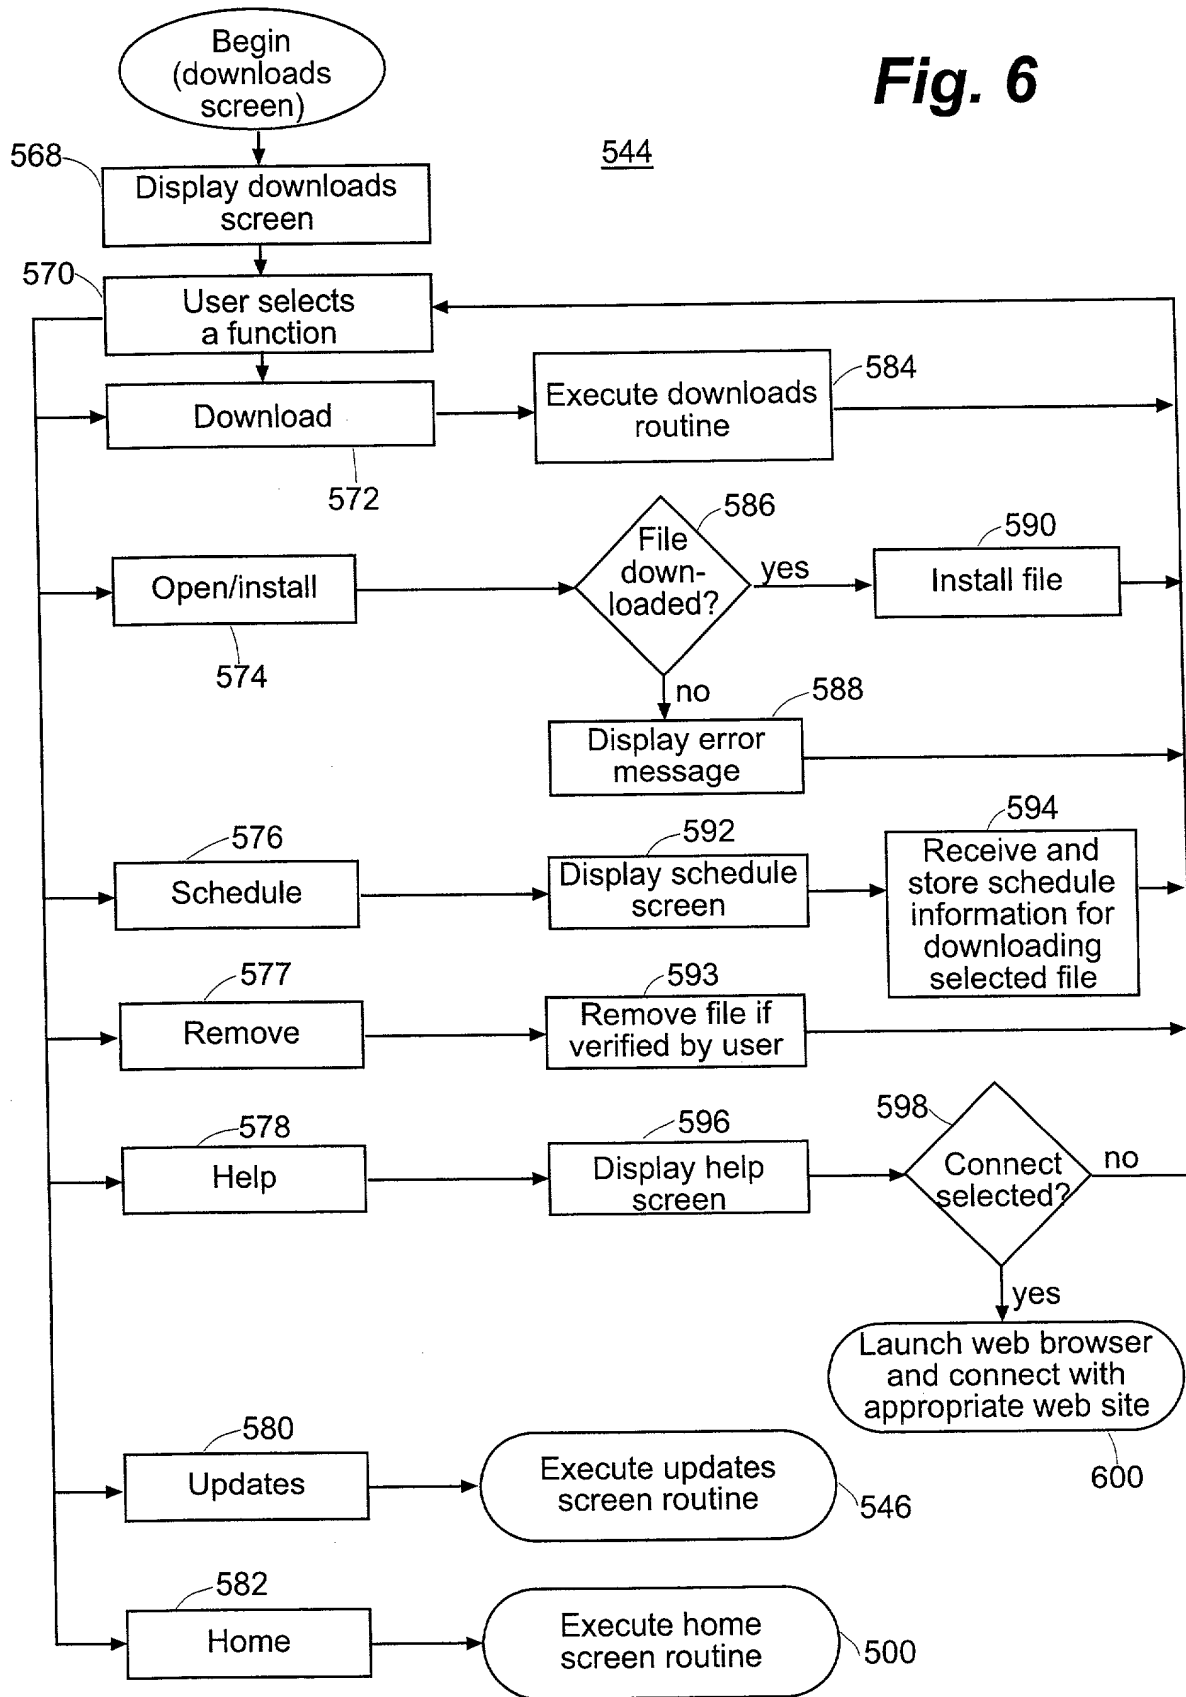 Begin
(downloads
screen)
Fig. 6
544
568
Display downloads
screen
570
User selects
a function
Download
572
Execute downloads
routine
584
Open/install
574
File
down-
loaded?
586
yes
590
Install file
no
588
Display error
message
576
Schedule
592
Display schedule
screen
594
Receive and
store schedule
information for
downloading
selected file
577
Remove
593
Remove file if
verified by user
578
Help
596
Display help
screen
598
Connect
selected?
no
yes
Launch web browser
and connect with
appropriate web site
600
580
Updates
Execute updates
screen routine
546
582
Home
Execute home
screen routine
500